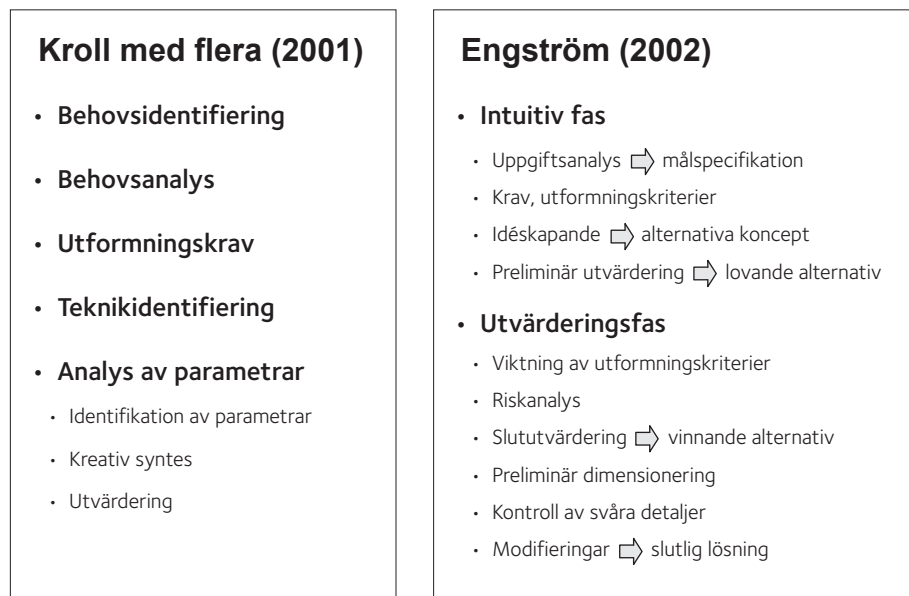 Kroll med flera (2001)
• Behovsidentifiering
• Behovsanalys
• Utformningskrav
• Teknikidentifiering
• Analys av parametrar
• Identifikation av parametrar
• Kreativ syntes
• Utvärdering
Engström (2002)
• Intuitiv fas
• Uppgiftsanalys ⇨ målspecifikation
• Krav, utformningskriterier
• Idéskapande ⇨ alternativa koncept
• Preliminär utvärdering ⇨ lovande alternativ
• Utvärderingsfas
• Viktning av utformningskriterier
• Riskanalys
• Slututvärdering ⇨ vinnande alternativ
• Preliminär dimensionering
• Kontroll av svåra detaljer
• Modifieringar ⇨ slutlig lösning